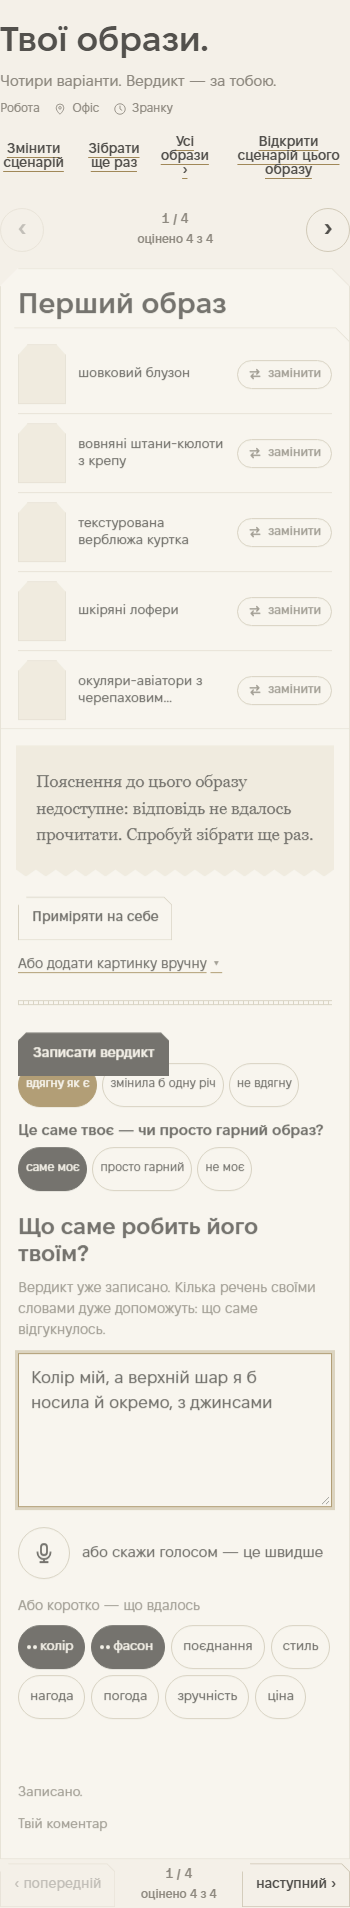 Твої образи.
Чотири варіанти. Вердикт — за тобою.
Робота Офіс Зранку
Змінити
сценарій
Зібрати
ще раз
Усі
образи
›
Відкрити
сценарій цього
образу
‹
1 / 4
оцінено 4 з 4
›
Перший образ
шовковий блузон
замінити
вовняні штани-кюлоти
з крепу
замінити
текстурована
верблюжа куртка
замінити
шкіряні лофери
замінити
окуляри-авіатори з
черепаховим...
замінити
Пояснення до цього образу
недоступне: відповідь не вдалось
прочитати. Спробуй зібрати ще раз.
Приміряти на себе
Або додати картинку вручну
Записати вердикт
вдягну як є
змінила б одну річ
не вдягну
Це саме твоє — чи просто гарний образ?
саме моє
просто гарний
не моє
Що саме робить його
твоїм?
Вердикт уже записано. Кілька речень своїми
словами дуже допоможуть: що саме
відгукнулось.
Колір мій, а верхній шар я б
носила й окремо, з джинсами
або скажи голосом — це швидше
Або коротко — що вдалось
•• колір
•• фасон
поєднання
стиль
нагода
погода
зручність
ціна
Записано.
Твій коментар
‹ попередній
1 / 4
оцінено 4 з 4
наступний ›